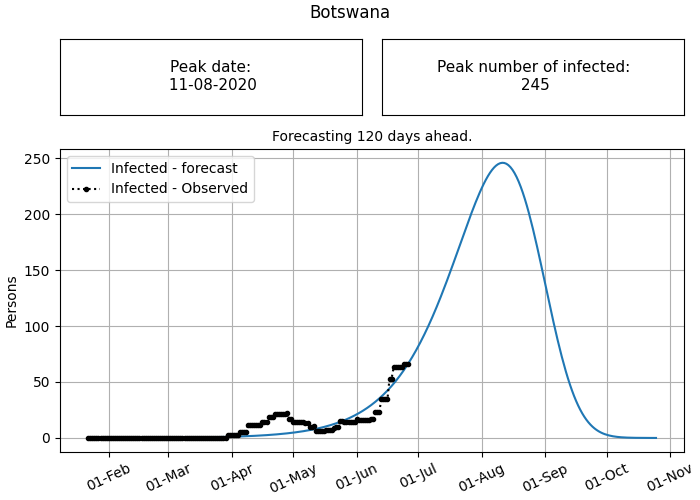 Botswana
Peak date:
11-08-2020
Peak number of infected:
245
Forecasting 120 days ahead.
Infected - forecast
Infected - Observed
Persons
250
200
150
100
50
0
01-Feb
01-Mar
01-Apr
01-May
01-Jun
01-Jul
01-Aug
01-Sep
01-Oct
01-Nov